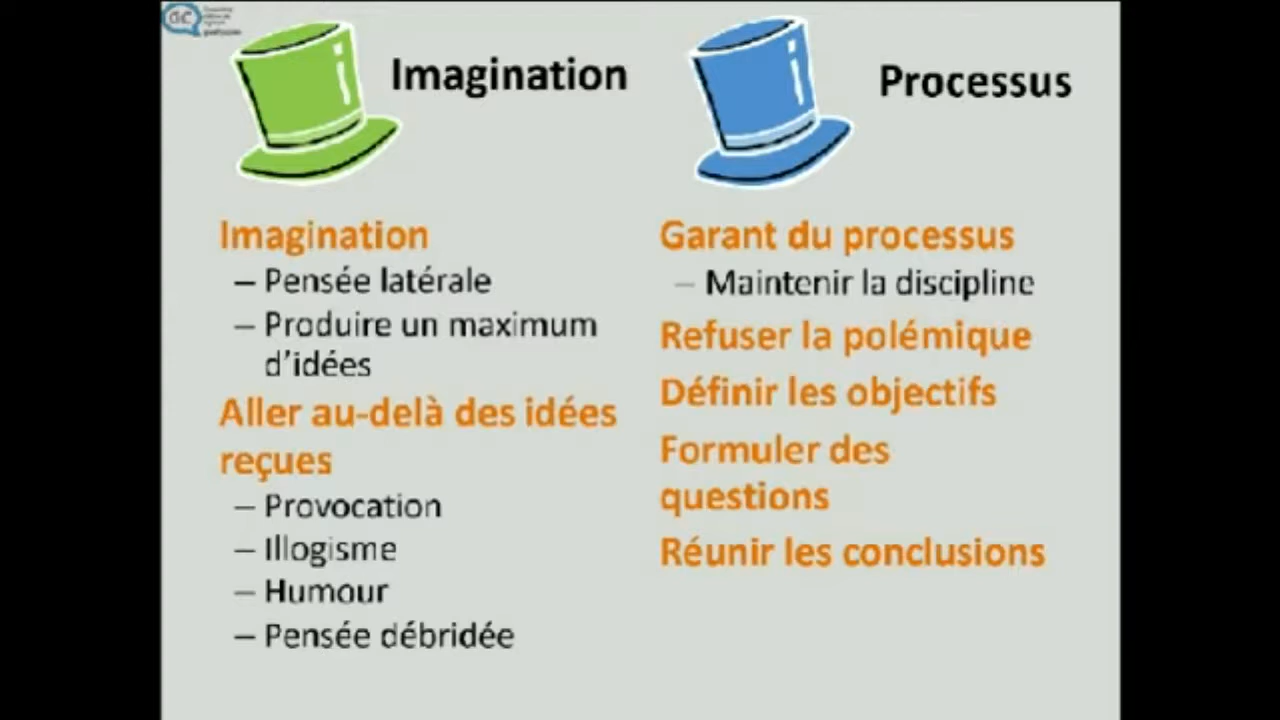 GC
Imagination
Imagination
– Pensée latérale
– Produire un maximum
d'idées
Aller au-delà des idées
reçues
– Provocation
– Illogisme
– Humour
– Pensée débridée
Processus
Garant du processus
– Maintenir la discipline
Refuser la polémique
Définir les objectifs
Formuler des
questions
Réunir les conclusions